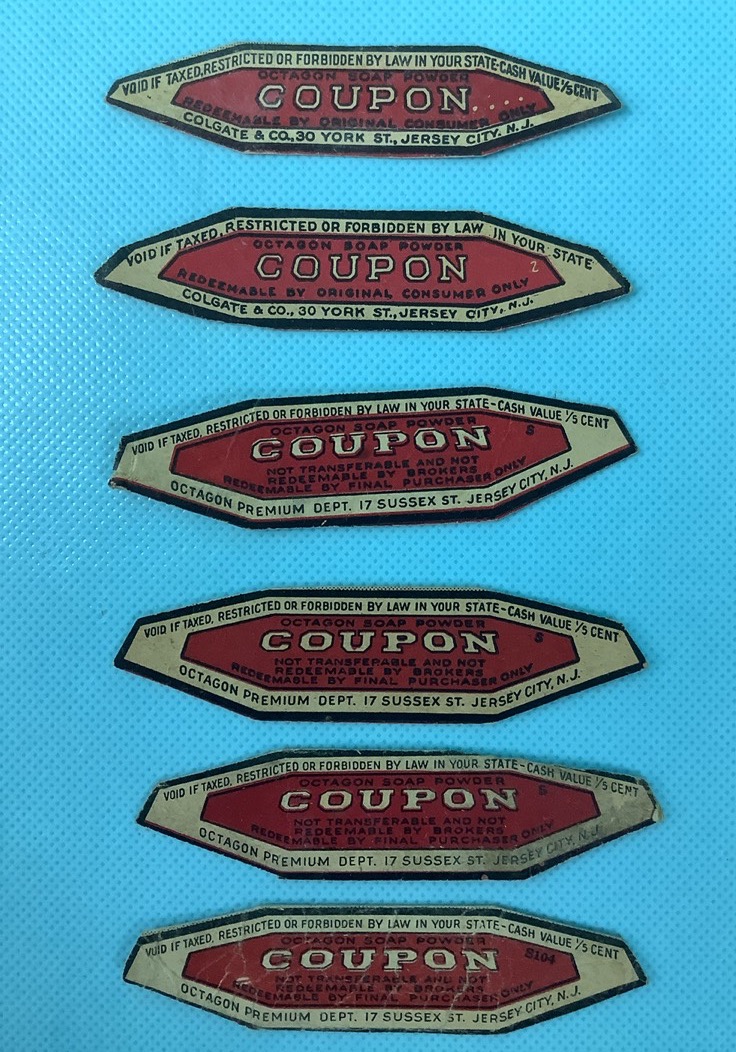 VOID IF TAXED, RESTRICTED OR FORBIDDEN BY LAW IN YOUR STATE-CASH VALUE 1/5 CENT
OCTAGON SOAP POWDER
COUPON....
REDEEMABLE BY ORIGINAL CONSUMER ONLY
COLGATE & CO., 30 YORK ST., JERSEY CITY, N.J.
VOID IF TAXED, RESTRICTED OR FORBIDDEN BY LAW IN YOUR STATE
OCTAGON SOAP POWDER
COUPON 2
REDEEMABLE BY ORIGINAL CONSUMER ONLY
COLGATE & CO., 30 YORK ST., JERSEY CITY, N.J.
VOID IF TAXED, RESTRICTED OR FORBIDDEN BY LAW IN YOUR STATE-CASH VALUE 1/5 CENT
OCTAGON SOAP POWDER
COUPON S
NOT TRANSFERABLE AND NOT
REDEEMABLE BY BROKERS
REDEEMABLE BY FINAL PURCHASER ONLY
OCTAGON PREMIUM DEPT. 17 SUSSEX ST. JERSEY CITY, N.J.
VOID IF TAXED, RESTRICTED OR FORBIDDEN BY LAW IN YOUR STATE-CASH VALUE 1/5 CENT
OCTAGON SOAP POWDER
COUPON S
NOT TRANSFERABLE AND NOT
REDEEMABLE BY BROKERS
REDEEMABLE BY FINAL PURCHASER ONLY
OCTAGON PREMIUM DEPT. 17 SUSSEX ST. JERSEY CITY, N.J.
VOID IF TAXED, RESTRICTED OR FORBIDDEN BY LAW IN YOUR STATE-CASH VALUE 1/5 CENT
OCTAGON SOAP POWDER
COUPON S
NOT TRANSFERABLE AND NOT
REDEEMABLE BY BROKERS
REDEEMABLE BY FINAL PURCHASER ONLY
OCTAGON PREMIUM DEPT. 17 SUSSEX ST. JERSEY CITY, N.J.
VOID IF TAXED, RESTRICTED OR FORBIDDEN BY LAW IN YOUR STATE-CASH VALUE 1/5 CENT
OCTAGON SOAP POWDER
COUPON S104
NOT TRANSFERABLE AND NOT
REDEEMABLE BY BROKERS
REDEEMABLE BY FINAL PURCHASER ONLY
OCTAGON PREMIUM DEPT. 17 SUSSEX ST. JERSEY CITY, N.J.